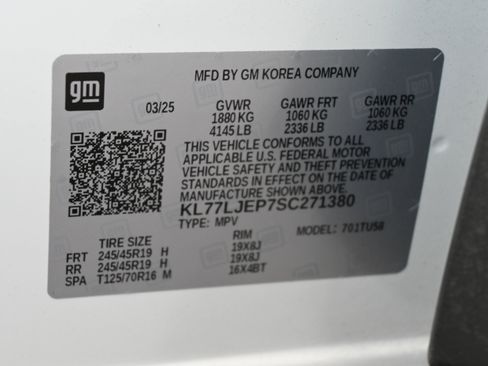 gm
MFD BY GM KOREA COMPANY
03/25 GVWR GAWR FRT GAWR RR
1880 KG 1060 KG 1060 KG
4145 LB 2336 LB 2336 LB
THIS VEHICLE CONFORMS TO ALL
APPLICABLE U.S. FEDERAL MOTOR
VEHICLE SAFETY AND THEFT PREVENTION
STANDARDS IN EFFECT ON THE DATE OF
MANUFACTURE SHOWN ABOVE.
KL77LJEP7SC271380
TYPE: MPV MODEL: 701TU58
TIRE SIZE RIM
FRT 245/45R19 H 19X8J
RR 245/45R19 H 19X8J
SPA T125/70R16 M 16X4BT